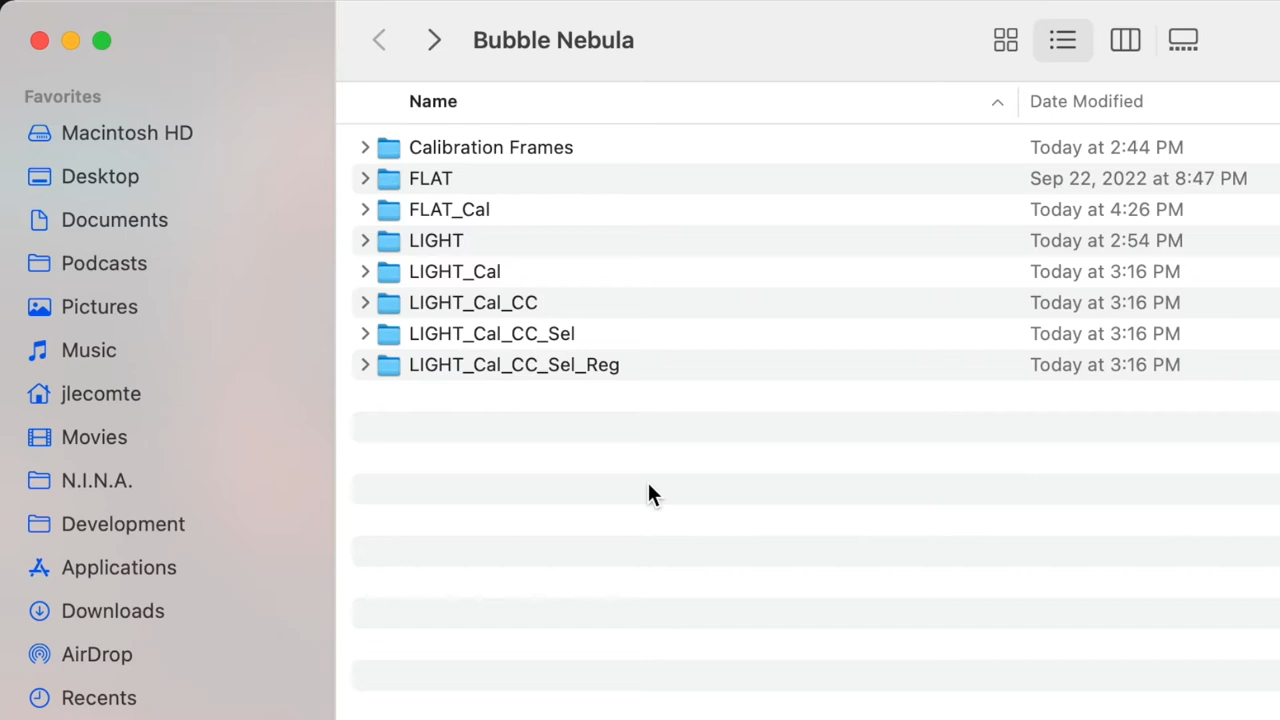 Bubble Nebula
Favorites
Macintosh HD
Desktop
Documents
Podcasts
Pictures
Music
jlecomte
Movies
N.I.N.A.
Development
Applications
Downloads
AirDrop
Recents
Name Date Modified
Calibration Frames Today at 2:44 PM
FLAT Sep 22, 2022 at 8:47 PM
FLAT_Cal Today at 4:26 PM
LIGHT Today at 2:54 PM
LIGHT_Cal Today at 3:16 PM
LIGHT_Cal_CC Today at 3:16 PM
LIGHT_Cal_CC_Sel Today at 3:16 PM
LIGHT_Cal_CC_Sel_Reg Today at 3:16 PM